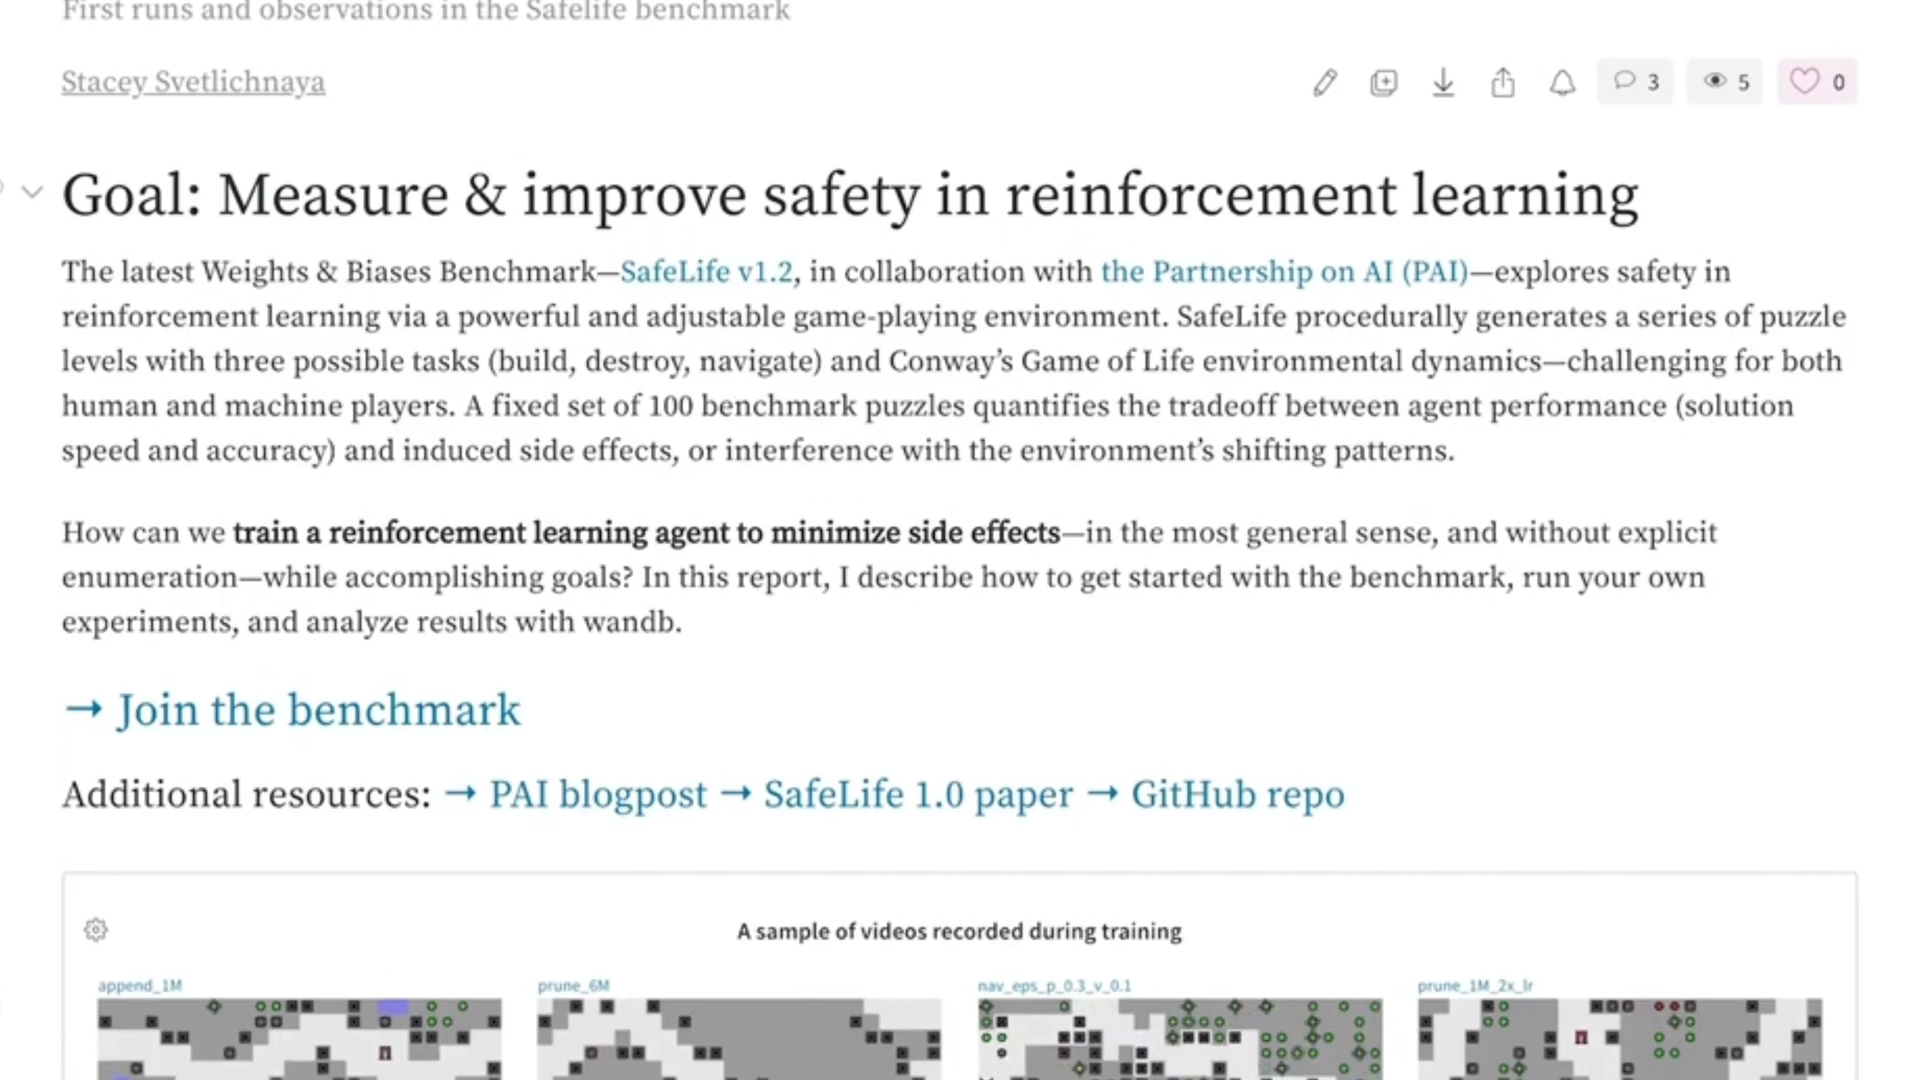 First runs and observations in the Safelife benchmark
Stacey Svetlichnaya
3
5
0
Goal: Measure & improve safety in reinforcement learning
The latest Weights & Biases Benchmark—SafeLife v1.2, in collaboration with the Partnership on AI (PAI)—explores safety in
reinforcement learning via a powerful and adjustable game-playing environment. SafeLife procedurally generates a series of puzzle
levels with three possible tasks (build, destroy, navigate) and Conway’s Game of Life environmental dynamics—challenging for both
human and machine players. A fixed set of 100 benchmark puzzles quantifies the tradeoff between agent performance (solution
speed and accuracy) and induced side effects, or interference with the environment’s shifting patterns.
How can we train a reinforcement learning agent to minimize side effects—in the most general sense, and without explicit
enumeration—while accomplishing goals? In this report, I describe how to get started with the benchmark, run your own
experiments, and analyze results with wandb.
→ Join the benchmark
Additional resources: → PAI blogpost → SafeLife 1.0 paper → GitHub repo
A sample of videos recorded during training
append_1M
prune_6M
nav_eps_p_0.3_v_0.1
prune_1M_2x_lr